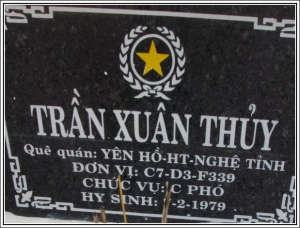 TRẦN XUÂN THỦY
Quê quán: YÊN HỒ-HT-NGHỆ TĨNH
ĐƠN VỊ: C7-D3-F339
CHỨC VỤ: C PHÓ
HY SINH: -2-1979